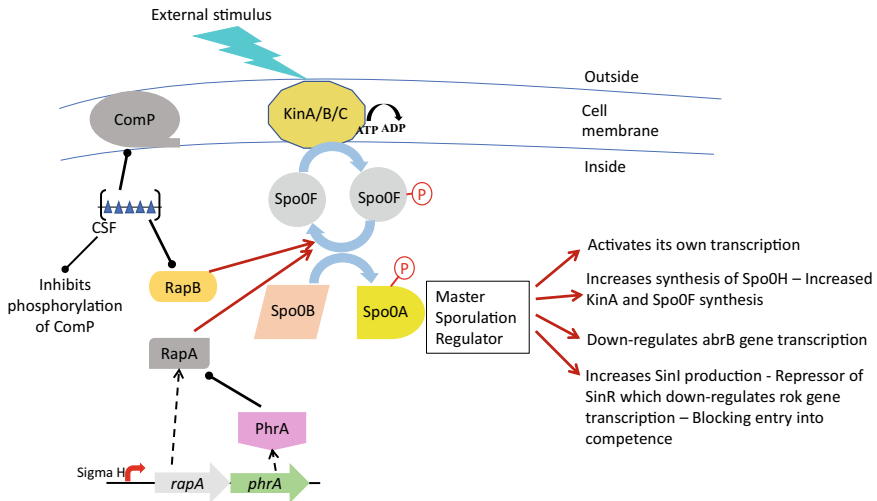 External stimulus
Outside
ComP
KinA/B/C
ATP ADP
Cell
membrane
Inside
Spo0F
Spo0F
P
CSF
Inhibits
phosphorylation
of ComP
RapB
P
Spo0B
Spo0A
Master
Sporulation
Regulator
Activates its own transcription
Increases synthesis of Spo0H – Increased
KinA and Spo0F synthesis
Down-regulates abrB gene transcription
Increases SinI production - Repressor of
SinR which down-regulates rok gene
transcription – Blocking entry into
competence
RapA
PhrA
Sigma H
rapA
phrA